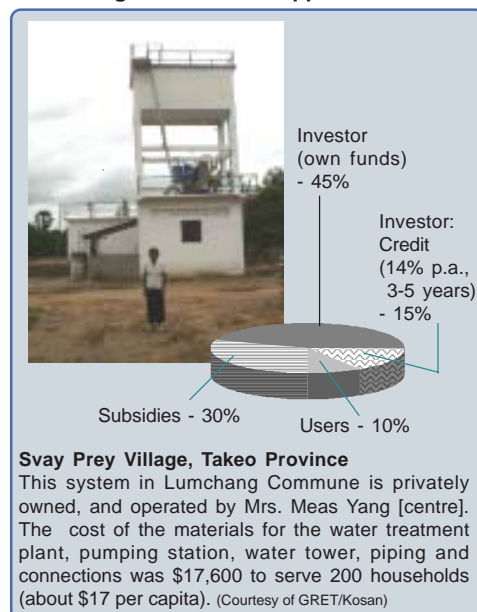 Investor
(own funds)
- 45%
Investor:
Credit
(14% p.a.,
3-5 years)
- 15%
Subsidies - 30%
Users - 10%
Svay Prey Village, Takeo Province
This system in Lumchang Commune is privately
owned, and operated by Mrs. Meas Yang [centre].
The cost of the materials for the water treatment
plant, pumping station, water tower, piping and
connections was $17,600 to serve 200 households
(about $17 per capita). (Courtesy of GRET/Kosan)